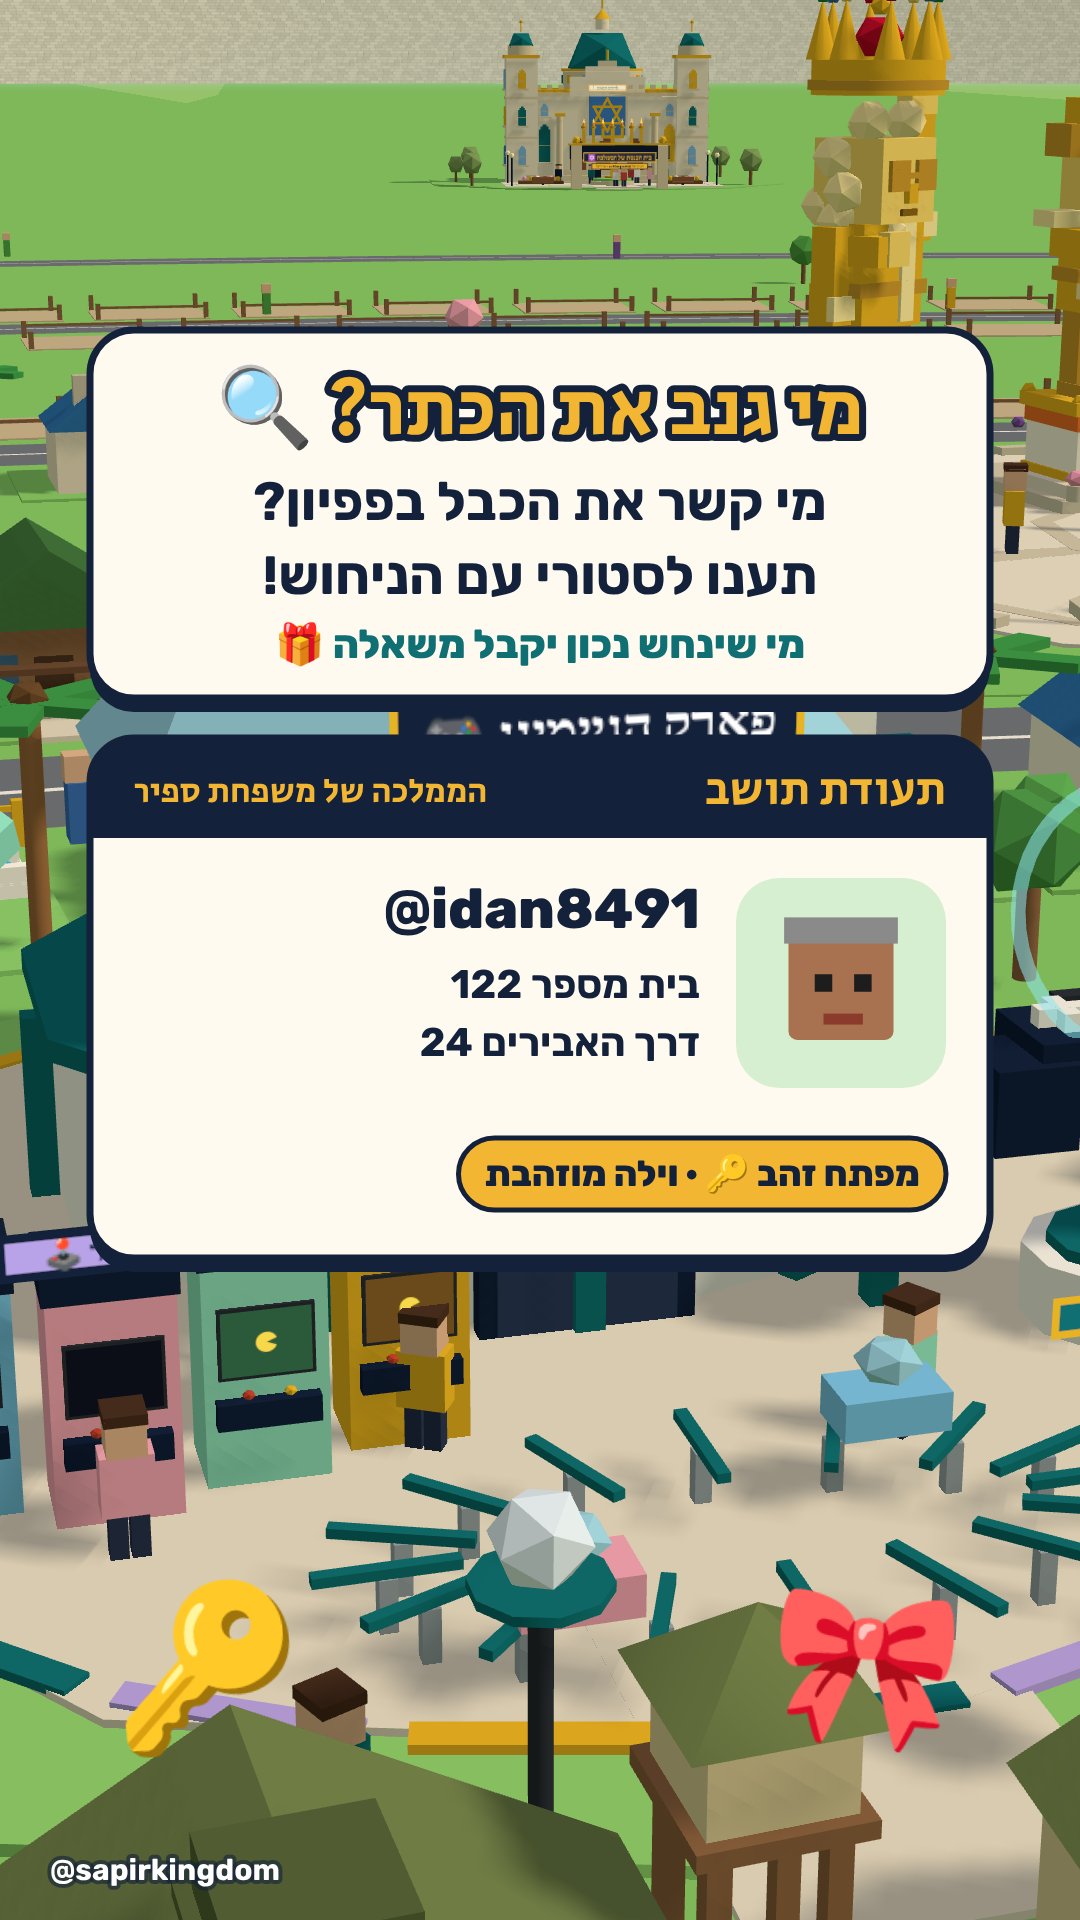 מי גנב את הכתר? 🔍
מי קשר את הכבל בפפיון?
תענו לסטורי עם הניחוש!
מי שינחש נכון יקבל משאלה 🎁
פארק הגיימינג 🎮
תעודת תושב
הממלכה של משפחת ספיר
@idan8491
בית מספר 122
דרך האבירים 24
מפתח זהב 🔑 • וילה מוזהבת
@sapirkingdom